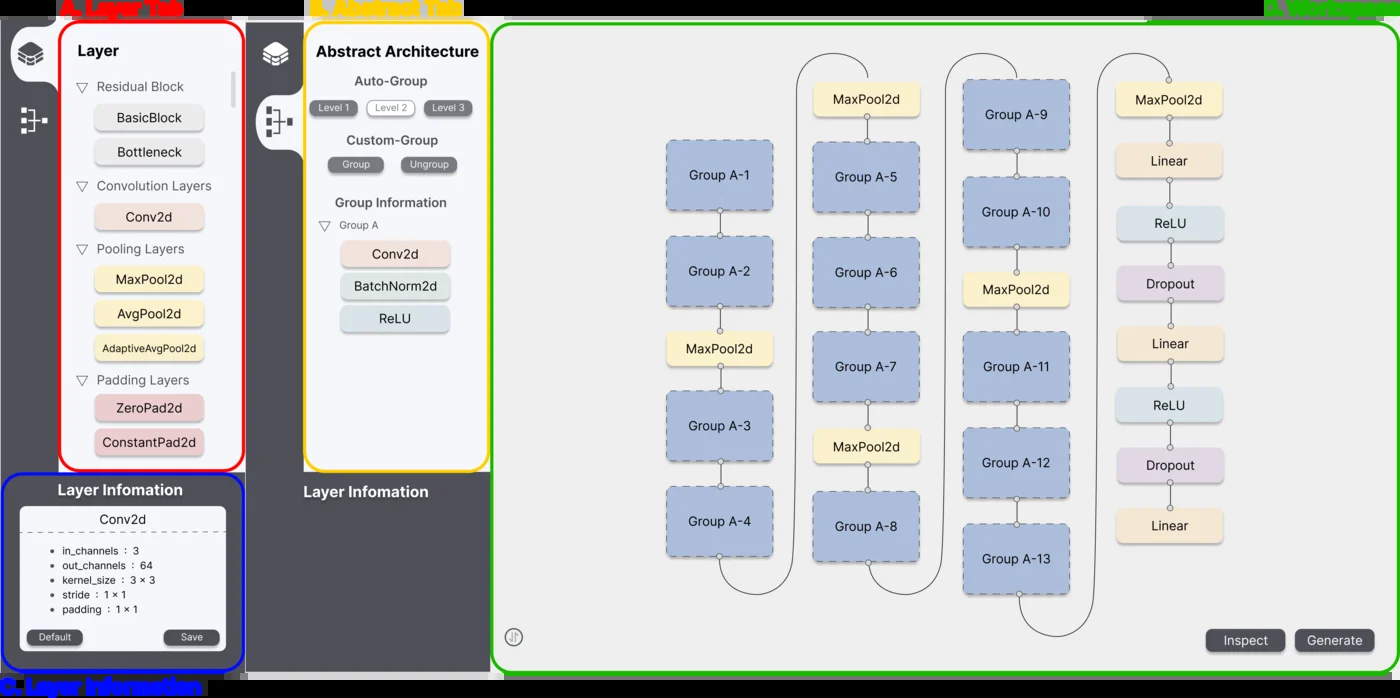 A. Layer Tab
B. Abstract Tab
D. Workspace
Layer
Residual Block
BasicBlock
Bottleneck
Convolution Layers
Conv2d
Pooling Layers
MaxPool2d
AvgPool2d
AdaptiveAvgPool2d
Padding Layers
ZeroPad2d
ConstantPad2d
Layer Infomation
Conv2d
in_channels : 3
out_channels : 64
kernel_size : 3 × 3
stride : 1 × 1
padding : 1 × 1
Default Save
C. Layer Information
Abstract Architecture
Auto-Group
Level 1 Level 2 Level 3
Custom-Group
Group Ungroup
Group Information
Group A
Conv2d
BatchNorm2d
ReLU
Layer Infomation
Group A-1
Group A-2
MaxPool2d
Group A-3
Group A-4
MaxPool2d
Group A-5
Group A-6
Group A-7
MaxPool2d
Group A-8
Group A-9
Group A-10
MaxPool2d
Group A-11
Group A-12
Group A-13
MaxPool2d
Linear
ReLU
Dropout
Linear
ReLU
Dropout
Linear
Inspect Generate